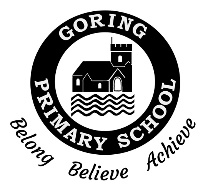 GORING
PRIMARY SCHOOL
Belong Believe Achieve